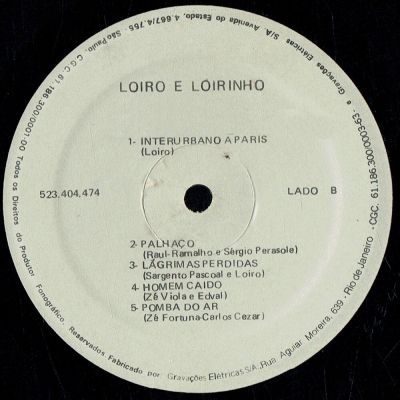 LOIRO E LOIRINHO
1- INTERURBANO A PARIS
(Loiro)
523.404.474
LADO B
2- PALHAÇO
(Raul-Ramalho e Sérgio Perasole)
3- LÁGRIMAS PERDIDAS
(Sargento Pascoal e Loiro)
4- HOMEM CAIDO
(Zé Viola e Edval)
5- POMBA DO AR
(Zé Fortuna-Carlos Cezar)
Todos os Direitos do Produtor Fonográfico. Reservados Fabricado por Gravações Elétricas S/A.,Rua Aguiar Moreira, 639 - Rio de Janeiro - CGC. 61.186.300/0003-63 - e Gravações Elétricas S/A. Avenida do Estado, 4.667/4.755 São Paulo, C.G.C. 61.186.300/0001.00